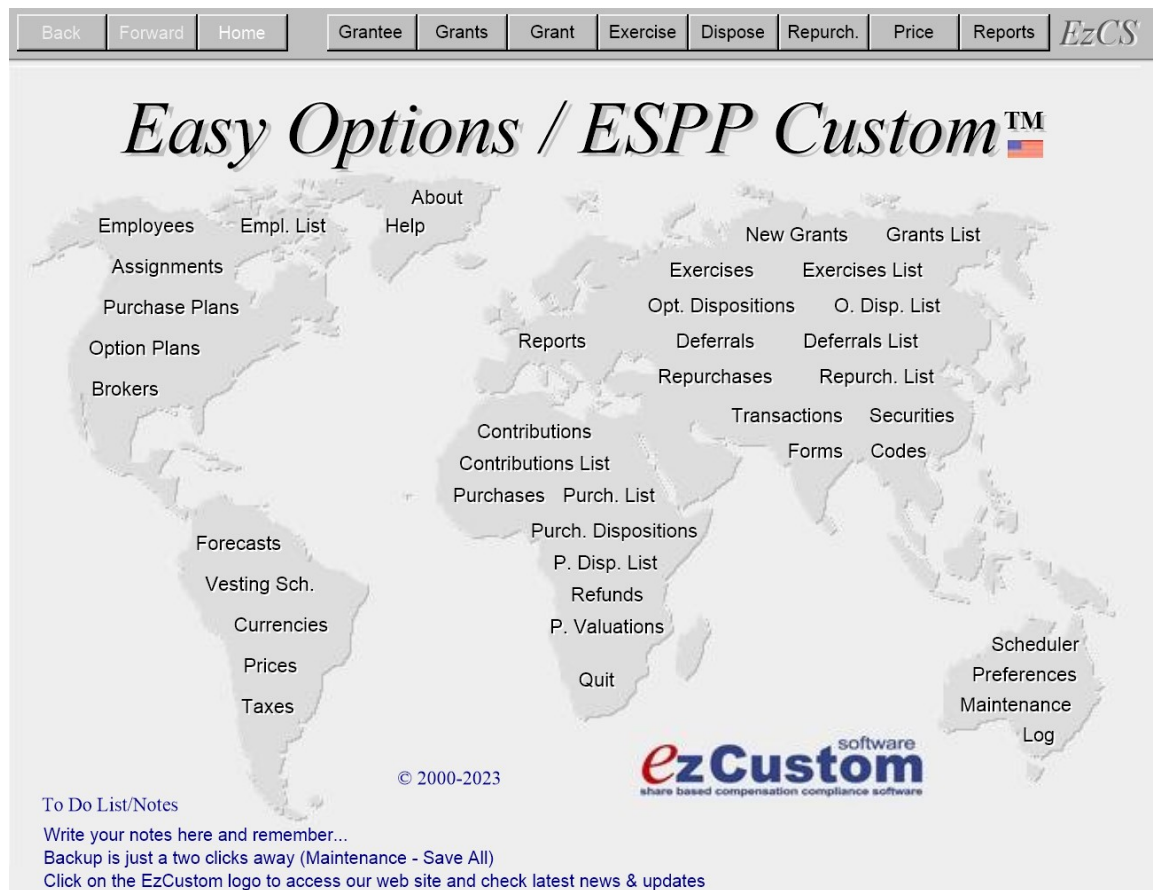 Back Forward Home Grantee Grants Grant Exercise Dispose Repurch. Price Reports EzCS
Easy Options / ESPP Custom™
About
Employees Empl. List Help
New Grants Grants List
Assignments
Exercises Exercises List
Purchase Plans
Opt. Dispositions O. Disp. List
Option Plans
Reports
Deferrals Deferrals List
Brokers
Repurchases Repurch. List
Transactions Securities
Contributions
Forms Codes
Contributions List
Purchases Purch. List
Purch. Dispositions
Forecasts
P. Disp. List
Vesting Sch.
Refunds
Currencies
P. Valuations
Scheduler
Prices
Preferences
Quit
Maintenance
Taxes
Log
software
ezCustom
share based compensation compliance software
© 2000-2023
To Do List/Notes
Write your notes here and remember...
Backup is just a two clicks away (Maintenance - Save All)
Click on the EzCustom logo to access our web site and check latest news & updates